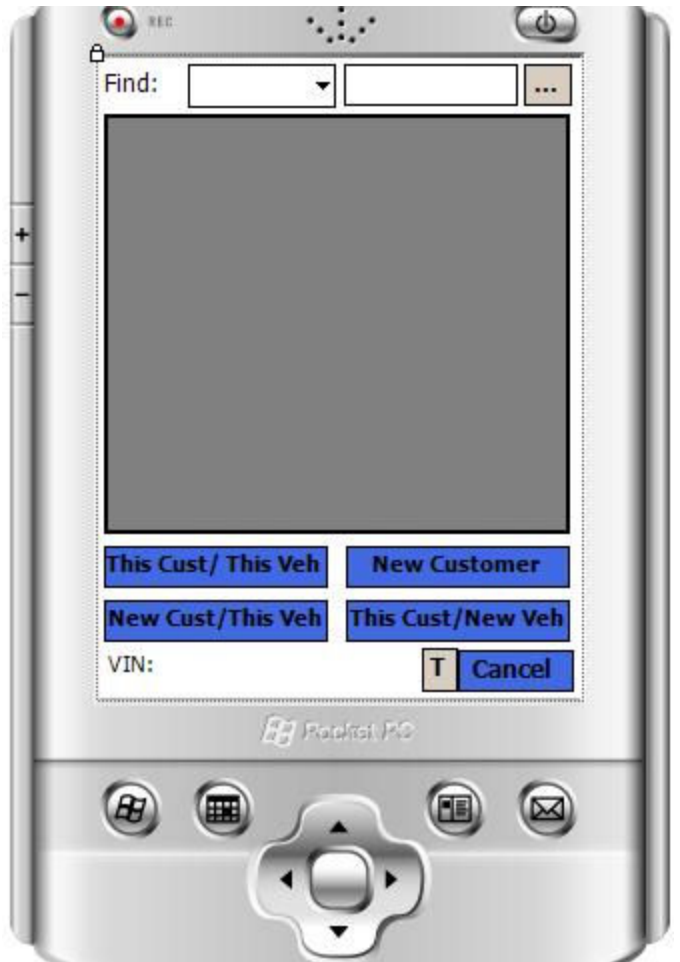 REC
Find:
...
This Cust/ This Veh
New Customer
New Cust/This Veh
This Cust/New Veh
VIN:
T
Cancel
Pocket PC